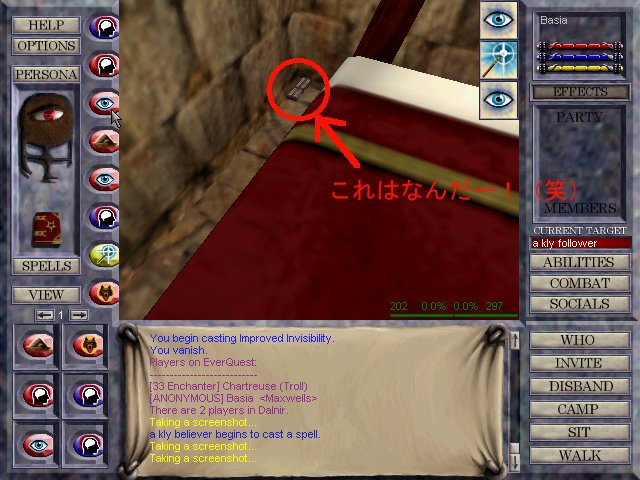 HELP
OPTIONS
PERSONA
SPELLS
VIEW
1
これはなんだー！（笑）
202 0.0% 0.0% 297
Basia
EFFECTS
PARTY
MEMBERS
CURRENT TARGET
a kly follower
ABILITIES
COMBAT
SOCIALS
You begin casting Improved Invisibility.
You vanish.
Players on EverQuest:
---------------------------
[33 Enchanter] Chartreuse (Troll)
[ANONYMOUS] Basia <Maxwells>
There are 2 players in Dalnir.
Taking a screenshot...
a kly believer begins to cast a spell.
Taking a screenshot...
Taking a screenshot...
WHO
INVITE
DISBAND
CAMP
SIT
WALK